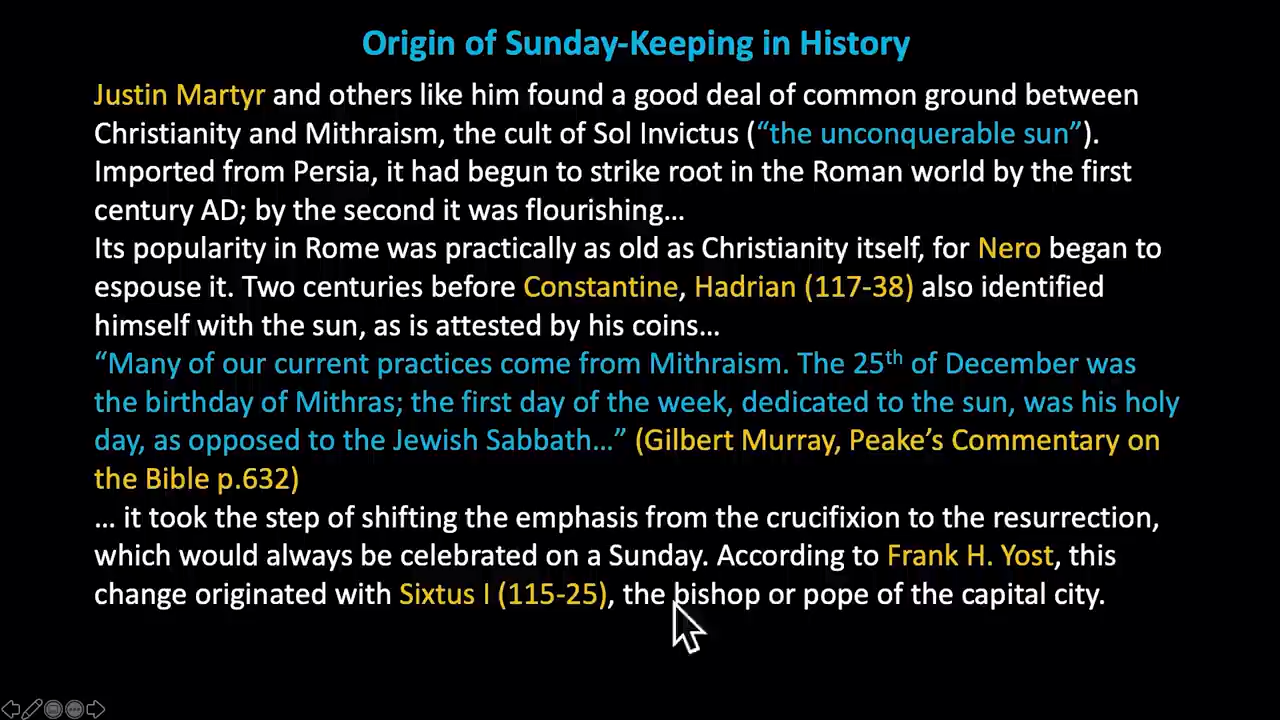 Origin of Sunday-Keeping in History
Justin Martyr and others like him found a good deal of common ground between
Christianity and Mithraism, the cult of Sol Invictus (“the unconquerable sun”).
Imported from Persia, it had begun to strike root in the Roman world by the first
century AD; by the second it was flourishing…
Its popularity in Rome was practically as old as Christianity itself, for Nero began to
espouse it. Two centuries before Constantine, Hadrian (117-38) also identified
himself with the sun, as is attested by his coins…
“Many of our current practices come from Mithraism. The 25th of December was
the birthday of Mithras; the first day of the week, dedicated to the sun, was his holy
day, as opposed to the Jewish Sabbath…” (Gilbert Murray, Peake’s Commentary on
the Bible p.632)
… it took the step of shifting the emphasis from the crucifixion to the resurrection,
which would always be celebrated on a Sunday. According to Frank H. Yost, this
change originated with Sixtus I (115-25), the bishop or pope of the capital city.